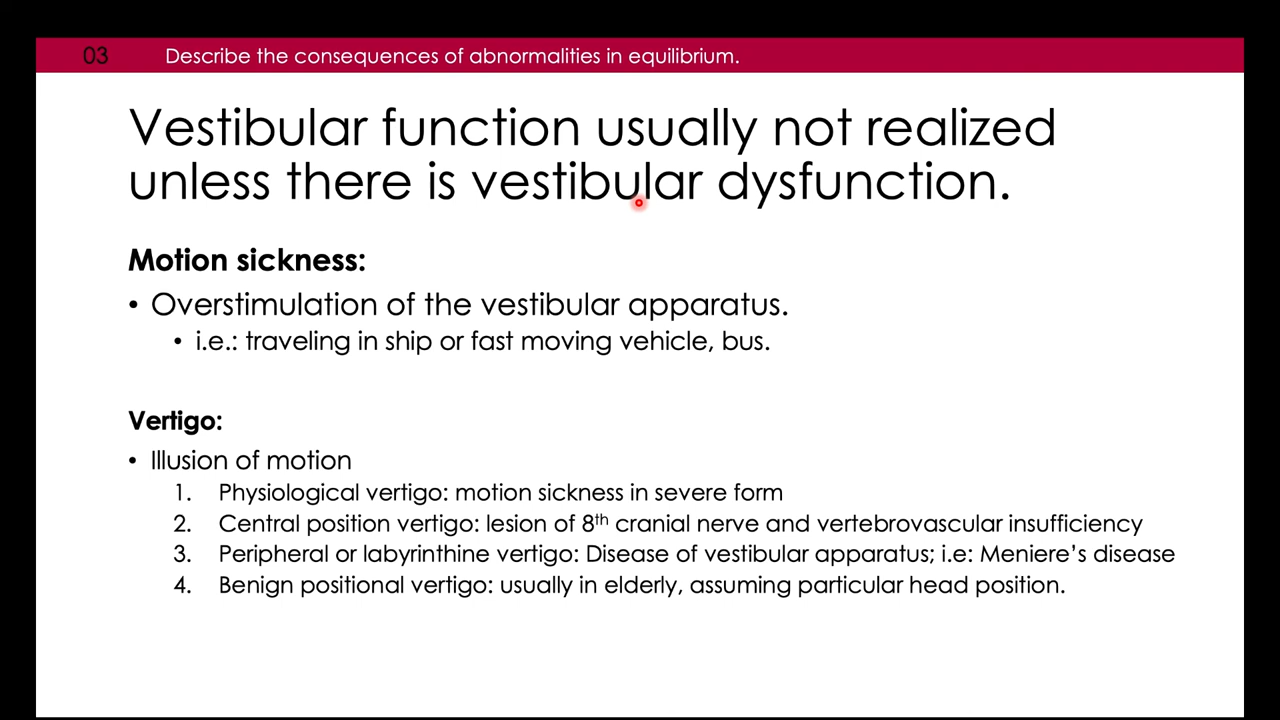 03 Describe the consequences of abnormalities in equilibrium.
Vestibular function usually not realized
unless there is vestibular dysfunction.
Motion sickness:
• Overstimulation of the vestibular apparatus.
• i.e.: traveling in ship or fast moving vehicle, bus.
Vertigo:
• Illusion of motion
1. Physiological vertigo: motion sickness in severe form
2. Central position vertigo: lesion of 8th cranial nerve and vertebrovascular insufficiency
3. Peripheral or labyrinthine vertigo: Disease of vestibular apparatus; i.e: Meniere’s disease
4. Benign positional vertigo: usually in elderly, assuming particular head position.